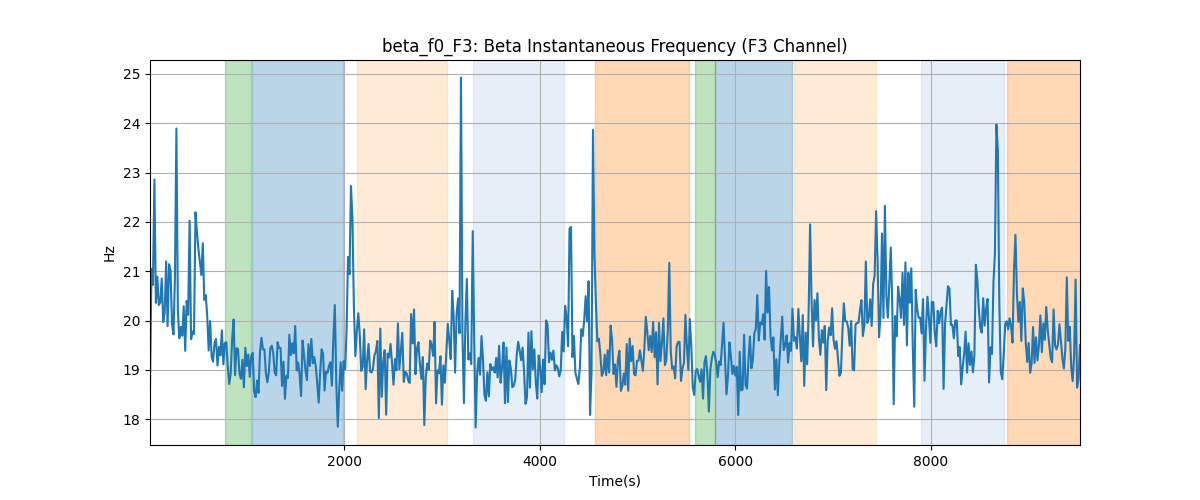 beta_f0_F3: Beta Instantaneous Frequency (F3 Channel)
25
24
23
22
21
20
19
18
Hz
2000 4000 6000 8000
Time(s)